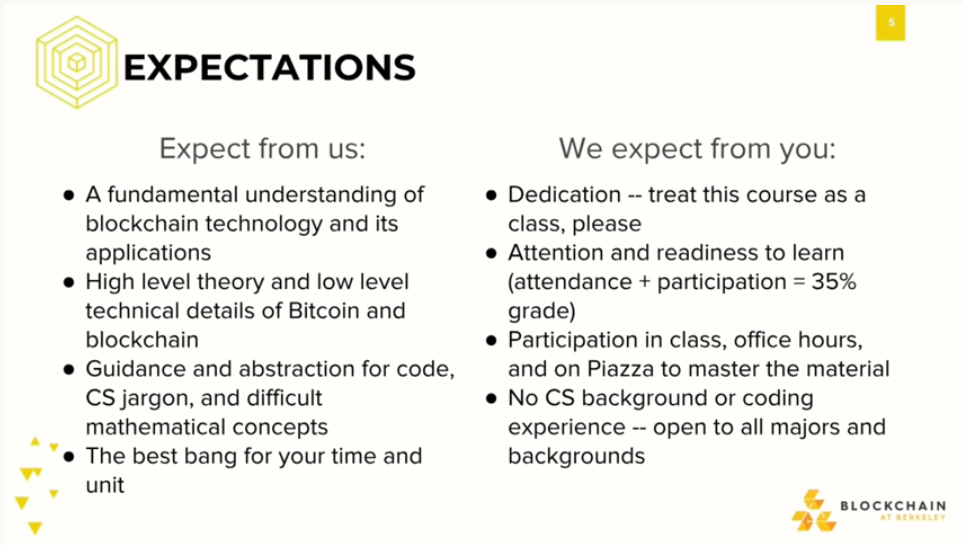 5
EXPECTATIONS
Expect from us:
● A fundamental understanding of
blockchain technology and its
applications
● High level theory and low level
technical details of Bitcoin and
blockchain
● Guidance and abstraction for code,
CS jargon, and difficult
mathematical concepts
● The best bang for your time and
unit
We expect from you:
● Dedication -- treat this course as a
class, please
● Attention and readiness to learn
(attendance + participation = 35%
grade)
● Participation in class, office hours,
and on Piazza to master the material
● No CS background or coding
experience -- open to all majors and
backgrounds
BLOCKCHAIN
AT BERKELEY